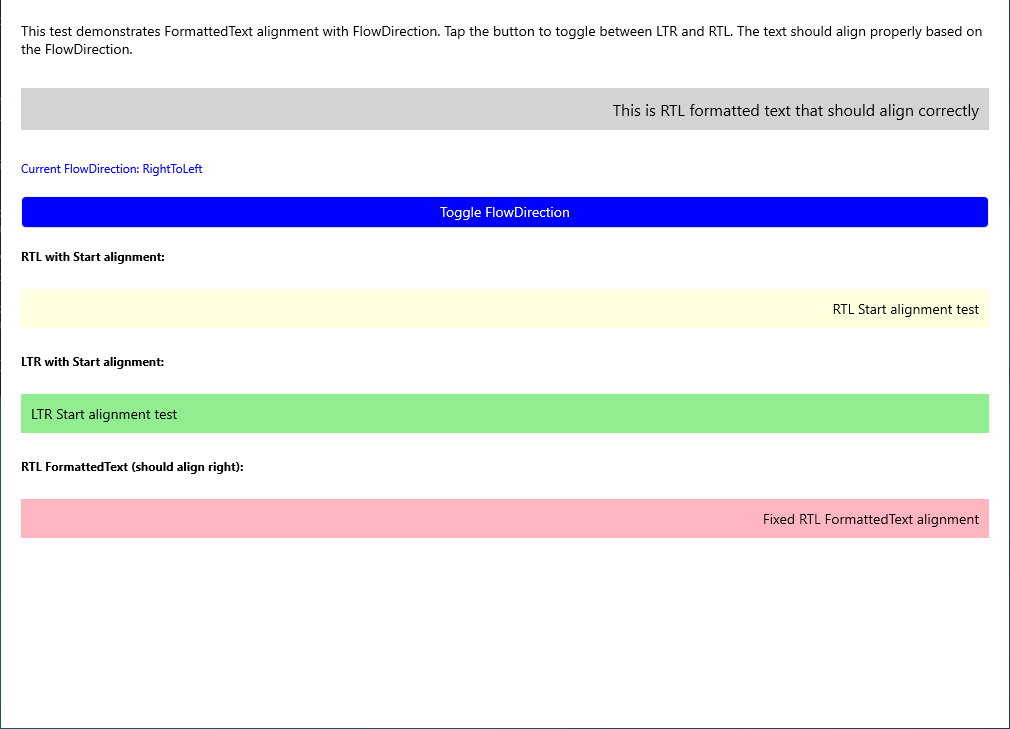 This test demonstrates FormattedText alignment with FlowDirection. Tap the button to toggle between LTR and RTL. The text should align properly based on
the FlowDirection.
This is RTL formatted text that should align correctly
Current FlowDirection: RightToLeft
Toggle FlowDirection
RTL with Start alignment:
RTL Start alignment test
LTR with Start alignment:
LTR Start alignment test
RTL FormattedText (should align right):
Fixed RTL FormattedText alignment